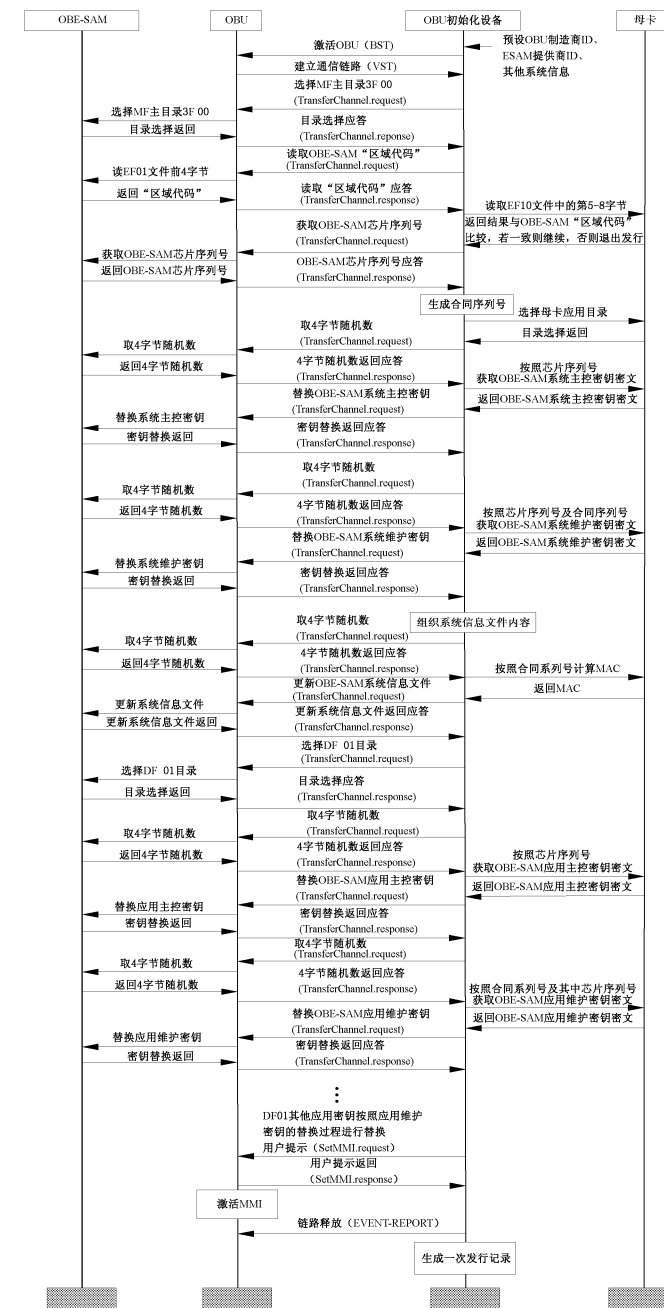 OBE-SAM
OBU
OBU初始化设备
母卡
激活OBU（BST）
预设OBU制造商ID、
ESAM提供商ID、
其他系统信息
建立通信链路（VST）
选择MF主目录3F 00
(TransferChannel.request)
选择MF主目录3F 00
目录选择返回
目录选择应答
(TransferChannel.reponse)
读取OBE-SAM“区域代码”
(TransferChannel.request)
读EF01文件前4字节
返回“区域代码”
读取“区域代码”应答
(TransferChannel.response)
读取EF10文件中的第5-8字节
返回结果与OBE-SAM“区域代码”
比较，若一致则继续，否则退出发行
获取OBE-SAM芯片序列号
(TransferChannel.request)
获取OBE-SAM芯片序列号
返回OBE-SAM芯片序列号
OBE-SAM芯片序列号应答
(TransferChannel.response)
生成合同序列号
选择母卡应用目录
目录选择返回
取4字节随机数
(TransferChannel.request)
取4字节随机数
返回4字节随机数
4字节随机数返回应答
(TransferChannel.response)
按照芯片序列号
获取OBE-SAM系统主控密钥密文
返回OBE-SAM系统主控密钥密文
替换OBE-SAM系统主控密钥
(TransferChannel.request)
替换系统主控密钥
密钥替换返回
密钥替换返回应答
(TransferChannel.response)
取4字节随机数
(TransferChannel.request)
取4字节随机数
返回4字节随机数
4字节随机数返回应答
(TransferChannel.response)
按照芯片序列号及合同序列号
获取OBE-SAM系统维护密钥密文
返回OBE-SAM系统维护密钥密文
替换OBE-SAM系统维护密钥
(TransferChannel.request)
替换系统维护密钥
密钥替换返回
密钥替换返回应答
(TransferChannel.response)
组织系统信息文件内容
取4字节随机数
(TransferChannel.request)
取4字节随机数
返回4字节随机数
4字节随机数返回应答
(TransferChannel.response)
按照合同系列号计算MAC
返回MAC
更新OBE-SAM系统信息文件
(TransferChannel.request)
更新系统信息文件
更新系统信息文件返回
更新系统信息文件返回应答
(TransferChannel.response)
选择DF 01目录
(TransferChannel.request)
选择DF 01目录
目录选择返回
目录选择应答
(TransferChannel.response)
取4字节随机数
(TransferChannel.request)
取4字节随机数
返回4字节随机数
4字节随机数返回应答
(TransferChannel.response)
按照芯片序列号
获取OBE-SAM应用主控密钥密文
返回OBE-SAM应用主控密钥密文
替换OBE-SAM应用主控密钥
(TransferChannel.request)
替换应用主控密钥
密钥替换返回
密钥替换返回应答
(TransferChannel.response)
取4字节随机数
(TransferChannel.request)
取4字节随机数
返回4字节随机数
4字节随机数返回应答
(TransferChannel.response)
按照合同系列号及其中芯片序列号
获取OBE-SAM应用维护密钥密文
返回OBE-SAM应用维护密钥密文
替换OBE-SAM应用维护密钥
(TransferChannel.request)
替换应用维护密钥
密钥替换返回
密钥替换返回应答
(TransferChannel.response)
DF01其他应用密钥按照应用维护
密钥的替换过程进行替换
用户提示（SetMMI.request）
用户提示返回
（SetMMI.response）
激活MMI
链路释放（EVENT-REPORT）
生成一次发行记录